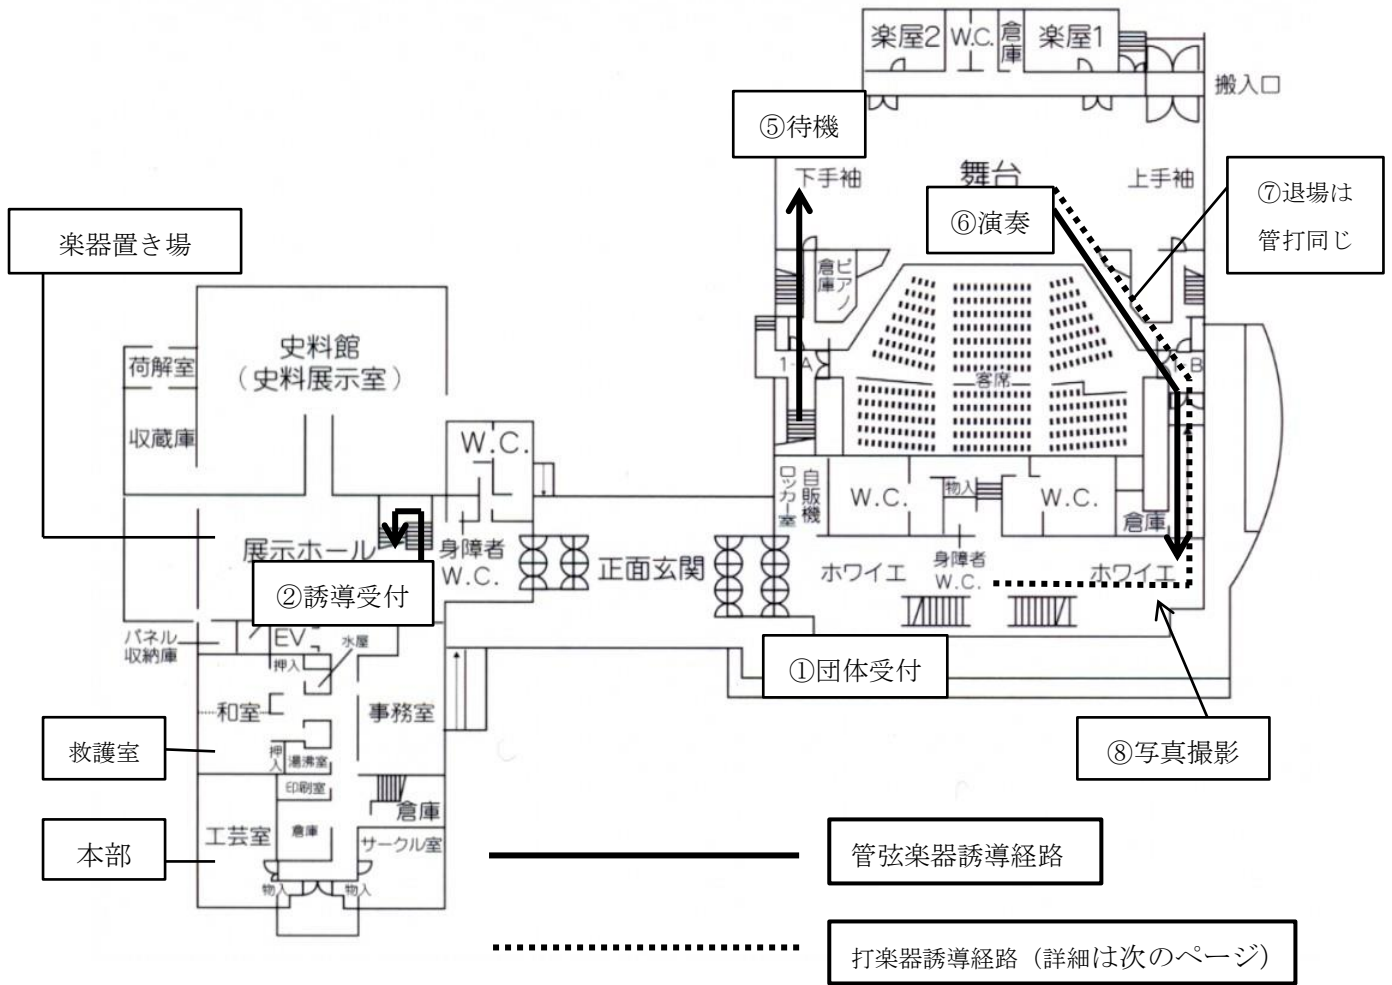 楽屋2
W.C.
倉庫
楽屋1
搬入口
⑤待機
下手袖
舞台
上手袖
⑦退場は
管打同じ
⑥演奏
楽器置き場
ピアノ
倉庫
史料館
（史料展示室）
荷解室
1-A
B
客席
収蔵庫
W.C.
ロッカー室
自販機
W.C.
物入
W.C.
倉庫
展示ホール
身障者
W.C.
正面玄関
ホワイエ
身障者
W.C.
ホワイエ
②誘導受付
パネル
収納庫
EV
水屋
押入
①団体受付
和室
事務室
救護室
押入
湯沸室
⑧写真撮影
印刷室
倉庫
工芸室
倉庫
サークル室
本部
物入
物入
管弦楽器誘導経路
打楽器誘導経路（詳細は次のページ）